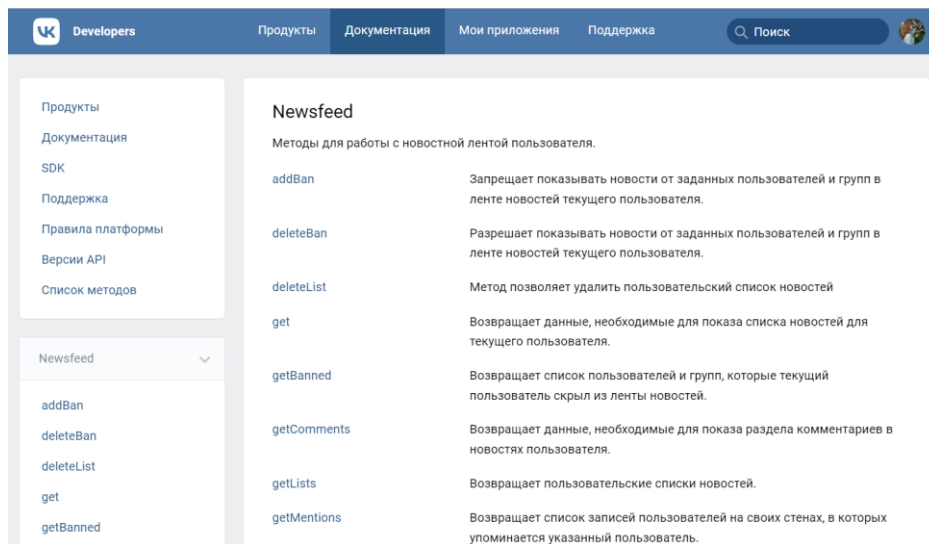 Developers
Продукты
Документация
Мои приложения
Поддержка
Поиск
Продукты
Документация
SDK
Поддержка
Правила платформы
Версии API
Список методов
Newsfeed
addBan
deleteBan
deleteList
get
getBanned
Newsfeed
Методы для работы с новостной лентой пользователя.
addBan
Запрещает показывать новости от заданных пользователей и групп в
ленте новостей текущего пользователя.
deleteBan
Разрешает показывать новости от заданных пользователей и групп в
ленте новостей текущего пользователя.
deleteList
Метод позволяет удалить пользовательский список новостей
get
Возвращает данные, необходимые для показа списка новостей для
текущего пользователя.
getBanned
Возвращает список пользователей и групп, которые текущий
пользователь скрыл из ленты новостей.
getComments
Возвращает данные, необходимые для показа раздела комментариев в
новостях пользователя.
getLists
Возвращает пользовательские списки новостей.
getMentions
Возвращает список записей пользователей на своих стенах, в которых
упоминается указанный пользователь.